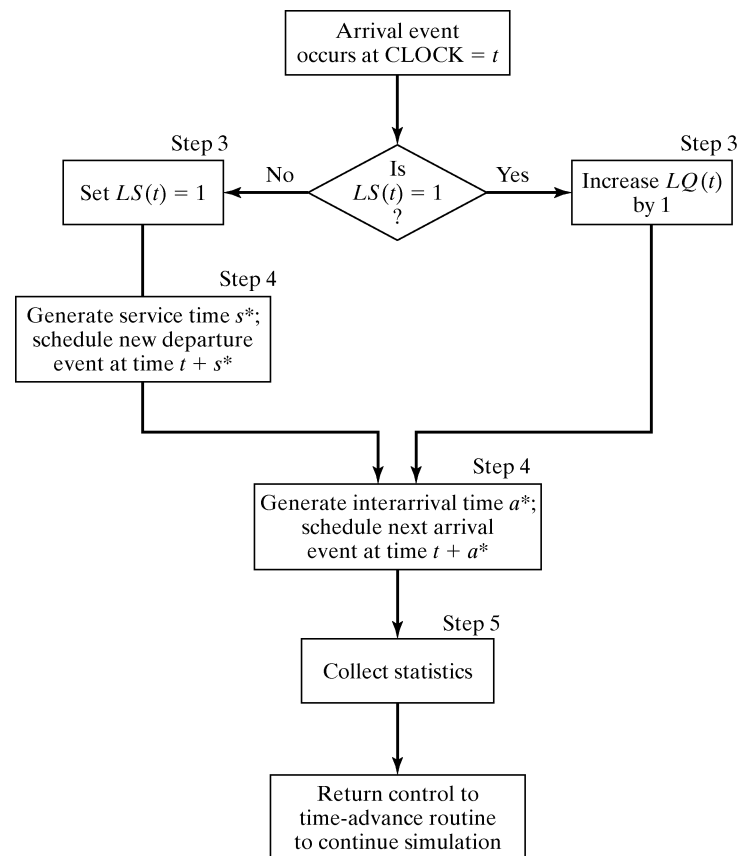 Arrival event
occurs at CLOCK = t
Step 3
Step 3
No
Is
LS(t) = 1
?
Yes
Set LS(t) = 1
Increase LQ(t)
by 1
Step 4
Generate service time s*;
schedule new departure
event at time t + s*
Step 4
Generate interarrival time a*;
schedule next arrival
event at time t + a*
Step 5
Collect statistics
Return control to
time-advance routine
to continue simulation